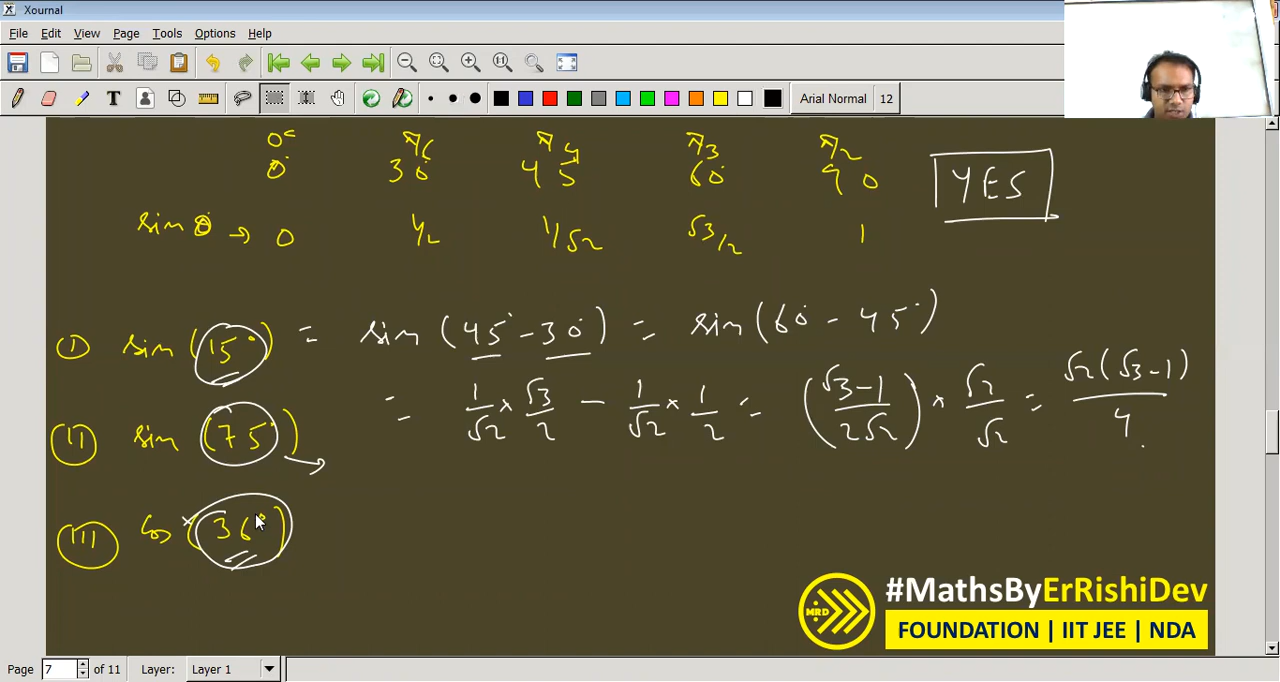 Xournal
File Edit View Page Tools Options Help
Arial Normal 12
0ᶜ π/6 π/4 π/3 π/2
0° 30° 45° 60° 90
sin θ → 0 1/2 1/√2 √3/2 1
YES
(I) sin (15°) = sin (45° - 30°) = sin (60° - 45°)
= 1/√2 × √3/2 - 1/√2 × 1/2 = (√3-1/2√2) × √2/√2 = √2(√3-1)/4.
(II) sin (75°) →
(III) Cos (36°)
MRD
#MathsByErRishiDev
FOUNDATION | IIT JEE | NDA
Page 7 of 11 Layer: Layer 1